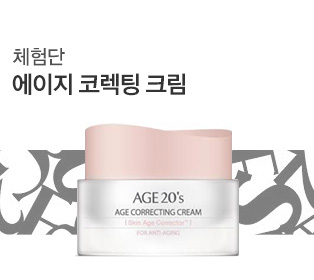 체험단
에이지 코렉팅 크림
AGE 20's
AGE CORRECTING CREAM
[ Skin Age Corrector™ ]
FOR ANTI-AGING